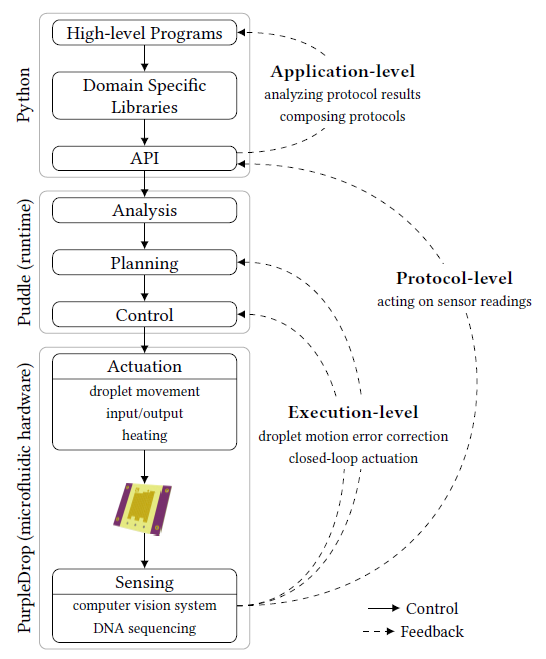 Python
High-level Programs
Domain Specific
Libraries
API
Application-level
analyzing protocol results
composing protocols
Puddle (runtime)
Analysis
Planning
Control
Protocol-level
acting on sensor readings
PurpleDrop (microfluidic hardware)
Actuation
droplet movement
input/output
heating
Execution-level
droplet motion error correction
closed-loop actuation
Sensing
computer vision system
DNA sequencing
Control
Feedback